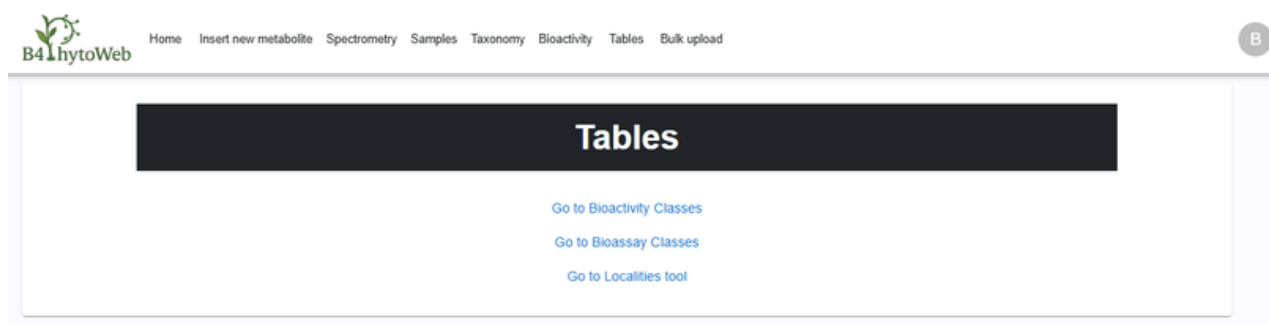 B4PhytoWeb
Home Insert new metabolite Spectrometry Samples Taxonomy Bioactivity Tables Bulk upload
B
Tables
Go to Bioactivity Classes
Go to Bioassay Classes
Go to Localities tool